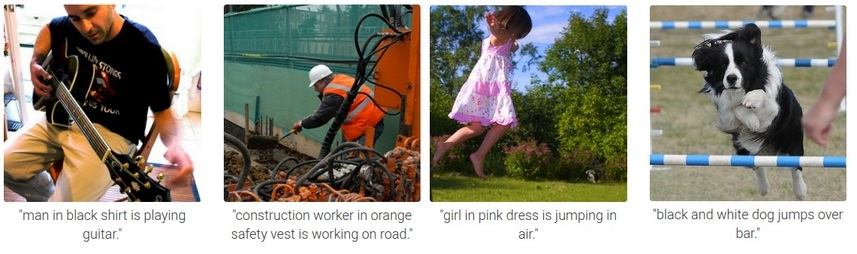 "man in black shirt is playing
guitar."
"construction worker in orange
safety vest is working on road."
"girl in pink dress is jumping in
air."
"black and white dog jumps over
bar."